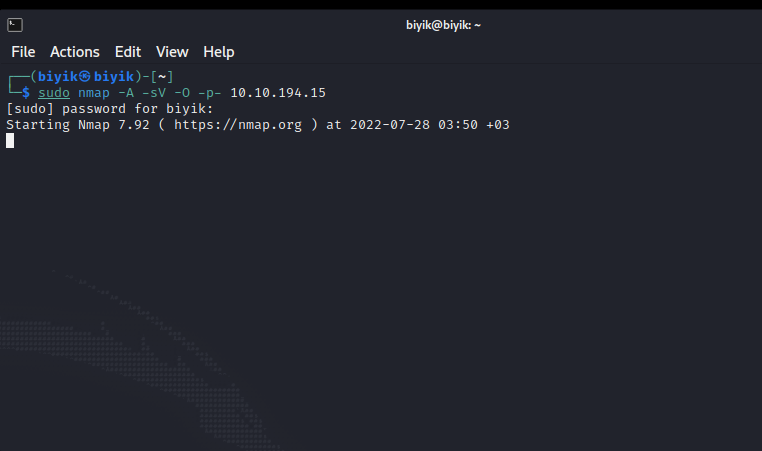 biyik@biyik: ~
File Actions Edit View Help
┌──(biyik㉿biyik)-[~]
└─$ sudo nmap -A -sV -O -p- 10.10.194.15
[sudo] password for biyik:
Starting Nmap 7.92 ( https://nmap.org ) at 2022-07-28 03:50 +03